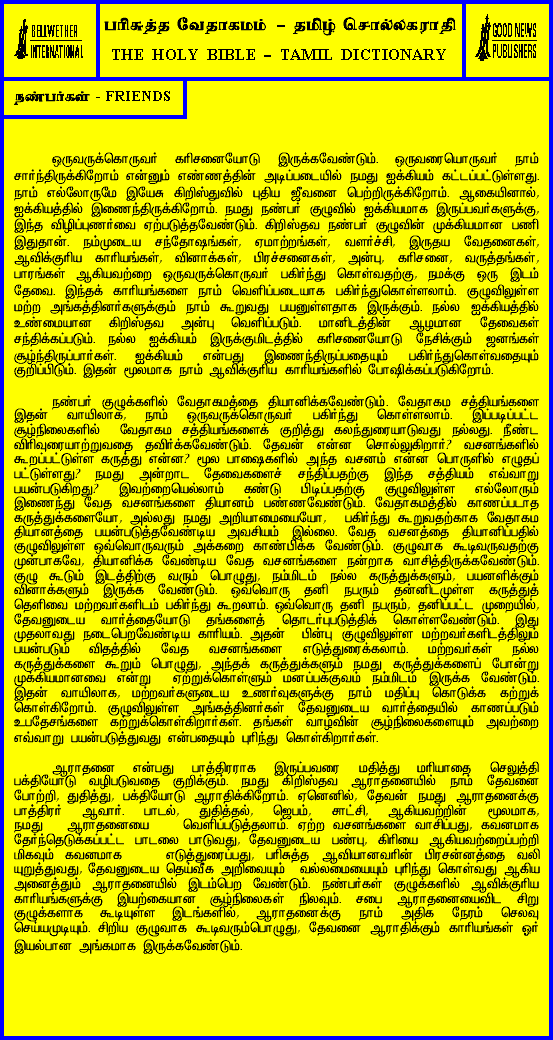 BELLWETHER
INTERNATIONAL
பரிசுத்த வேதாகமம் – தமிழ் சொல்லகராதி
THE HOLY BIBLE – TAMIL DICTIONARY
GOOD NEWS
PUBLISHERS
நண்பர்கள் - FRIENDS
ஒருவருக்கொருவர் கரிசனையோடு இருக்கவேண்டும். ஒருவரையொருவர் நாம்
சார்ந்திருக்கிறோம் என்னும் எண்ணத்தின் அடிப்படையில் நமது ஐக்கியம் கட்டப்பட்டுள்ளது.
நாம் எல்லோருமே இயேசு கிறிஸ்துவில் புதிய ஜீவனை பெற்றிருக்கிறோம். ஆகையினால்,
ஐக்கியத்தில் இணைந்திருக்கிறோம். நமது நண்பர் குழுவில் ஐக்கியமாக இருப்பவர்களுக்கு,
இந்த விழிப்புணர்வை ஏற்படுத்தவேண்டும். கிறிஸ்தவ நண்பர் குழுவின் முக்கியமான பணி
இதுதான். நம்முடைய சந்தோஷங்கள், ஏமாற்றங்கள், வளர்ச்சி, இருதய வேதனைகள்,
ஆவிக்குரிய காரியங்கள், வினாக்கள், பிரச்சனைகள், அன்பு, கரிசனை, வருத்தங்கள்,
பாரங்கள் ஆகியவற்றை ஒருவருக்கொருவர் பகிர்ந்து கொள்வதற்கு, நமக்கு ஒரு இடம்
தேவை. இந்தக் காரியங்களை நாம் வெளிப்படையாக பகிர்ந்துகொள்ளலாம். குழுவிலுள்ள
மற்ற அங்கத்தினர்களுக்கும் நாம் கூறுவது பயனுள்ளதாக இருக்கும். நல்ல ஐக்கியத்தில்
உண்மையான கிறிஸ்தவ அன்பு வெளிப்படும். மானிடத்தின் ஆழமான தேவைகள்
சந்திக்கப்படும். நல்ல ஐக்கியம் இருக்குமிடத்தில் கரிசனையோடு நேசிக்கும் ஜனங்கள்
சூழ்ந்திருப்பார்கள். ஐக்கியம் என்பது இணைந்திருப்பதையும் பகிர்ந்துகொள்வதையும்
குறிப்பிடும். இதன் மூலமாக நாம் ஆவிக்குரிய காரியங்களில் போஷிக்கப்படுகிறோம்.
நண்பர் குழுக்களில் வேதாகமத்தை தியானிக்கவேண்டும். வேதாகம சத்தியங்களை
இதன் வாயிலாக, நாம் ஒருவருக்கொருவர் பகிர்ந்து கொள்ளலாம். இப்படிப்பட்ட
சூழ்நிலைகளில் வேதாகம சத்தியங்களைக் குறித்து கலந்துரையாடுவது நல்லது. நீண்ட
விரிவுரையாற்றுவதை தவிர்க்கவேண்டும். தேவன் என்ன சொல்லுகிறார்? வசனங்களில்
கூறப்பட்டுள்ள கருத்து என்ன? மூல பாஷைகளில் அந்த வசனம் என்ன பொருளில் எழுதப்
பட்டுள்ளது? நமது அன்றாட தேவைகளைச் சந்திப்பதற்கு இந்த சத்தியம் எவ்வாறு
பயன்படுகிறது? இவற்றையெல்லாம் கண்டு பிடிப்பதற்கு குழுவிலுள்ள எல்லோரும்
இணைந்து வேத வசனங்களை தியானம் பண்ணவேண்டும். வேதாகமத்தில் காணப்படாத
கருத்துக்களையோ, அல்லது நமது அறியாமையையோ, பகிர்ந்து கூறுவதற்காக வேதாகம
தியானத்தை பயன்படுத்தவேண்டிய அவசியம் இல்லை. வேத வசனத்தை தியானிப்பதில்
குழுவிலுள்ள ஒவ்வொருவரும் அக்கறை காண்பிக்க வேண்டும். குழுவாக கூடிவருவதற்கு
முன்பாகவே, தியானிக்க வேண்டிய வேத வசனங்களை நன்றாக வாசித்திருக்கவேண்டும்.
குழு கூடும் இடத்திற்கு வரும் பொழுது, நம்மிடம் நல்ல கருத்துக்களும், பயனளிக்கும்
வினாக்களும் இருக்க வேண்டும். ஒவ்வொரு தனி நபரும் தன்னிடமுள்ள கருத்துத்
தெளிவை மற்றவர்களிடம் பகிர்ந்து கூறலாம். ஒவ்வொரு தனி நபரும், தனிப்பட்ட முறையில்,
தேவனுடைய வார்த்தையோடு தங்களைத் தொடர்புபடுத்திக் கொள்ளவேண்டும். இது
முதலாவது நடைபெறவேண்டிய காரியம். அதன் பின்பு குழுவிலுள்ள மற்றவர்களிடத்திலும்
பயன்படும் விதத்தில் வேத வசனங்களை எடுத்துரைக்கலாம். மற்றவர்கள் நல்ல
கருத்துக்களை கூறும் பொழுது, அந்தக் கருத்துக்களும் நமது கருத்துக்களைப் போன்று
முக்கியமானவை என்று ஏற்றுக்கொள்ளும் மனப்பக்குவம் நம்மிடம் இருக்க வேண்டும்.
இதன் வாயிலாக, மற்றவர்களுடைய உணர்வுகளுக்கு நாம் மதிப்பு கொடுக்க கற்றுக்
கொள்கிறோம். குழுவிலுள்ள அங்கத்தினர்கள் தேவனுடைய வார்த்தையில் காணப்படும்
உபதேசங்களை கற்றுக்கொள்கிறார்கள். தங்கள் வாழ்வின் சூழ்நிலைகளையும் அவற்றை
எவ்வாறு பயன்படுத்துவது என்பதையும் புரிந்து கொள்கிறார்கள்.
ஆராதனை என்பது பாத்திரராக இருப்பவரை மதித்து மரியாதை செலுத்தி
பக்தியோடு வழிபடுவதை குறிக்கும். நமது கிறிஸ்தவ ஆராதனையில் நாம் தேவனை
போற்றி, துதித்து, பக்தியோடு ஆராதிக்கிறோம். ஏனெனில், தேவன் நமது ஆராதனைக்கு
பாத்திரர் ஆவார். பாடல், துதித்தல், ஜெபம், சாட்சி, ஆகியவற்றின் மூலமாக,
நமது ஆராதனையை வெளிப்படுத்தலாம். ஏற்ற வசனங்களை வாசிப்பது, கவனமாக
தேர்ந்தெடுக்கப்பட்ட பாடலை பாடுவது, தேவனுடைய பண்பு, கிரியை ஆகியவற்றைப்பற்றி
மிகவும் கவனமாக எடுத்துரைப்பது, பரிசுத்த ஆவியானவரின் பிரசன்னத்தை வலி
யுறுத்துவது, தேவனுடைய தெய்வீக அறிவையும் வல்லமையையும் புரிந்து கொள்வது ஆகிய
அனைத்தும் ஆராதனையில் இடம்பெற வேண்டும். நண்பர்கள் குழுக்களில் ஆவிக்குரிய
காரியங்களுக்கு இயற்கையான சூழ்நிலைகள் நிலவும். சபை ஆராதனையைவிட சிறு
குழுக்களாக கூடியுள்ள இடங்களில், ஆராதனைக்கு நாம் அதிக நேரம் செலவு
செய்யமுடியும். சிறிய குழுவாக கூடிவரும்பொழுது, தேவனை ஆராதிக்கும் காரியங்கள் ஓர்
இயல்பான அங்கமாக இருக்கவேண்டும்.